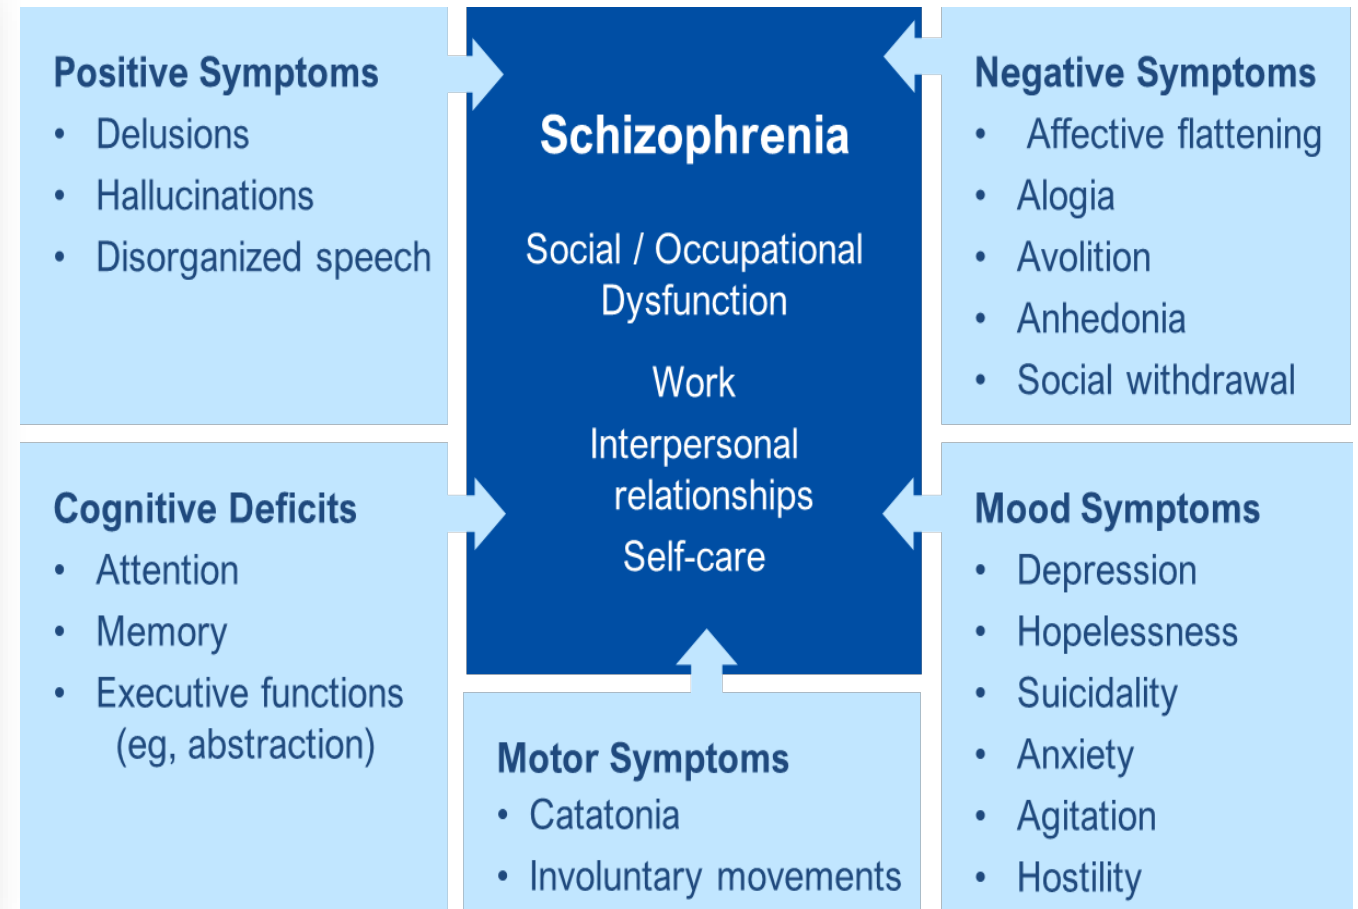 Positive Symptoms
• Delusions
• Hallucinations
• Disorganized speech
Schizophrenia
Social / Occupational
Dysfunction
Work
Interpersonal
relationships
Self-care
Negative Symptoms
• Affective flattening
• Alogia
• Avolition
• Anhedonia
• Social withdrawal
Cognitive Deficits
• Attention
• Memory
• Executive functions
(eg, abstraction)
Motor Symptoms
• Catatonia
• Involuntary movements
Mood Symptoms
• Depression
• Hopelessness
• Suicidality
• Anxiety
• Agitation
• Hostility